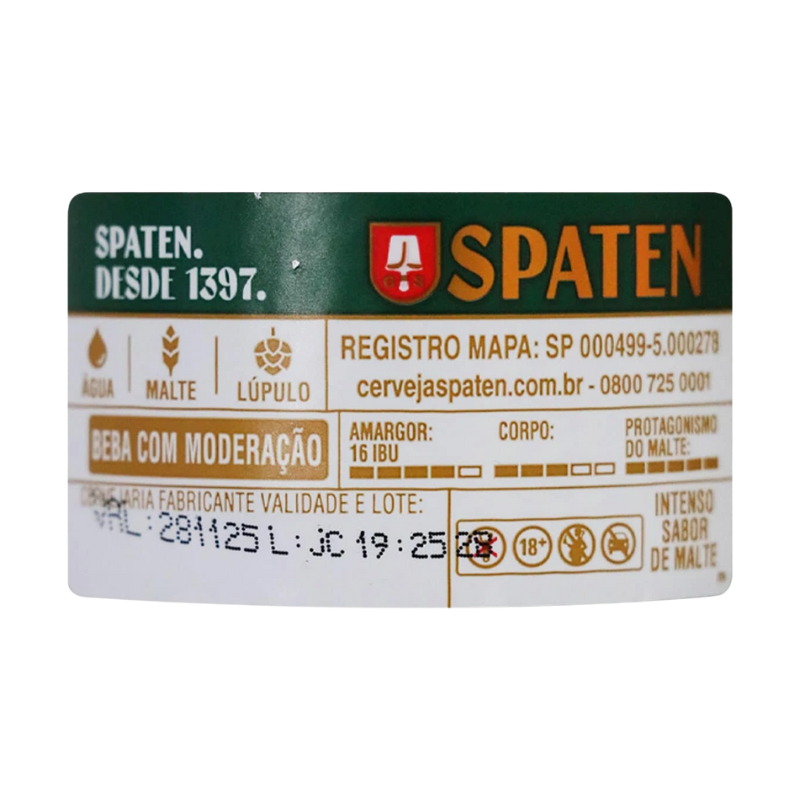 SPATEN.
DESDE 1397.
SPATEN
ÁGUA
MALTE
LÚPULO
REGISTRO MAPA: SP 000499-5.000278
cervejaspaten.com.br - 0800 725 0001
BEBA COM MODERAÇÃO
AMARGOR:
16 IBU
CORPO:
PROTAGONISMO
DO MALTE:
CERVEJARIA FABRICANTE VALIDADE E LOTE:
VAL:281125 L:JC 19:25 28
18+
INTENSO
SABOR
DE MALTE